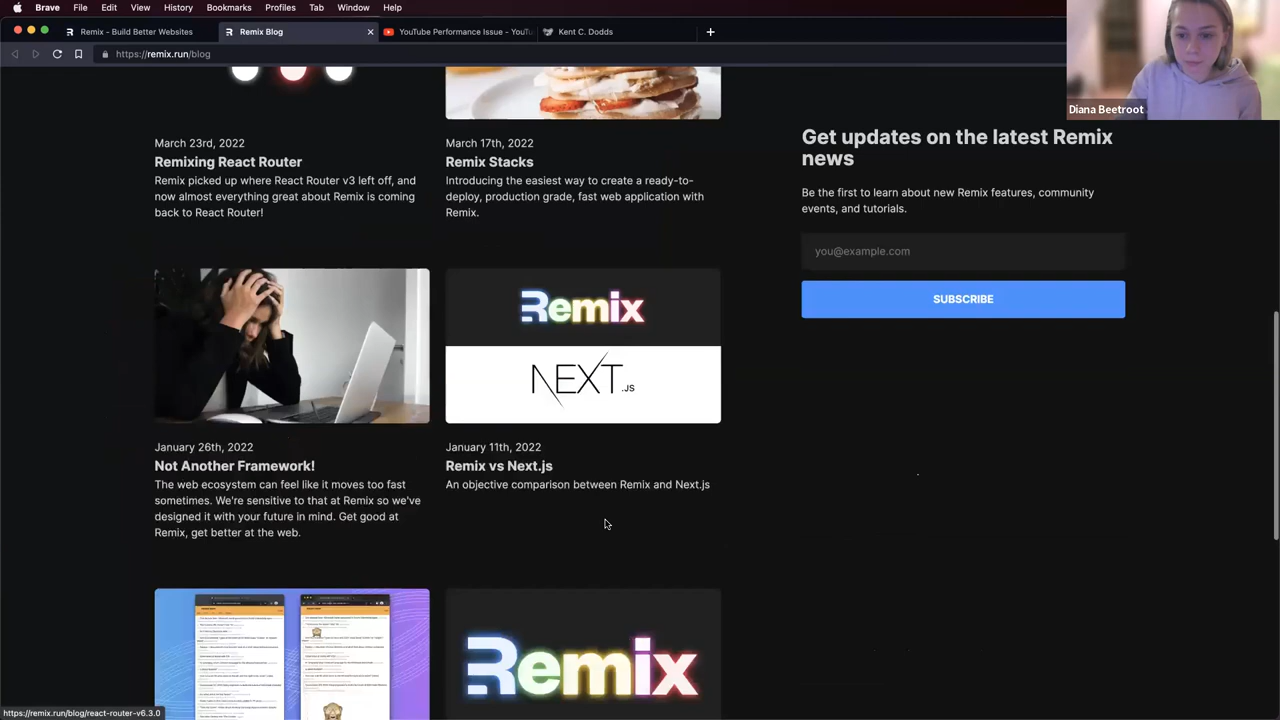 Brave File Edit View History Bookmarks Profiles Tab Window Help
Remix - Build Better Websites
Remix Blog
YouTube Performance Issue - YouTu
Kent C. Dodds
https://remix.run/blog
Diana Beetroot
March 23rd, 2022
Remixing React Router
Remix picked up where React Router v3 left off, and
now almost everything great about Remix is coming
back to React Router!
March 17th, 2022
Remix Stacks
Introducing the easiest way to create a ready-to-
deploy, production grade, fast web application with
Remix.
Get updates on the latest Remix
news
Be the first to learn about new Remix features, community
events, and tutorials.
you@example.com
SUBSCRIBE
Remix
NEXT.JS
January 26th, 2022
Not Another Framework!
The web ecosystem can feel like it moves too fast
sometimes. We're sensitive to that at Remix so we've
designed it with your future in mind. Get good at
Remix, get better at the web.
January 11th, 2022
Remix vs Next.js
An objective comparison between Remix and Next.js
Remix
https://remix.run/blog/react-router-v6.3.0